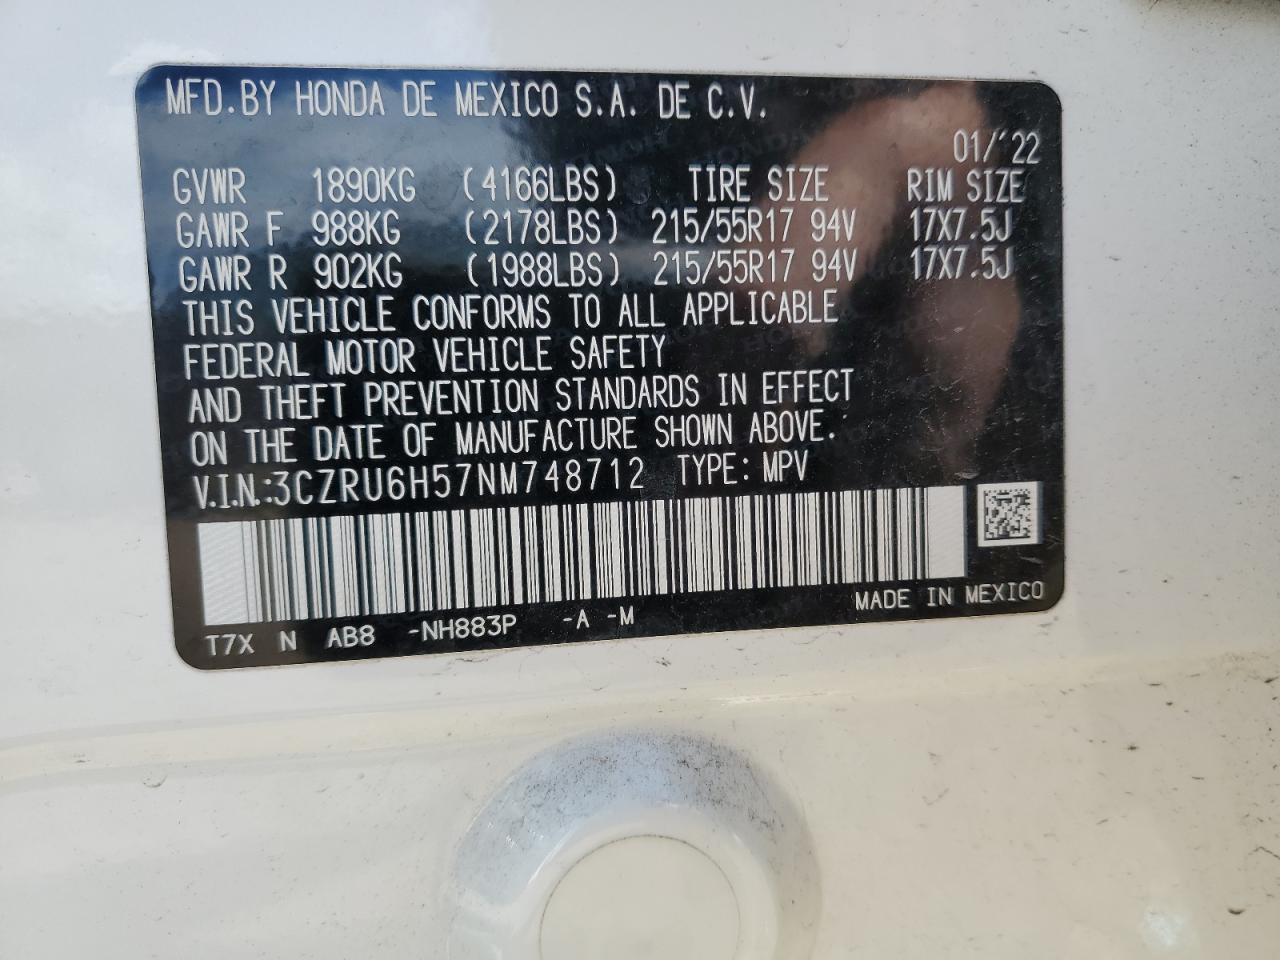 MFD.BY HONDA DE MEXICO S.A. DE C.V.
01/'22
GVWR 1890KG (4166LBS) TIRE SIZE RIM SIZE
GAWR F 988KG (2178LBS) 215/55R17 94V 17X7.5J
GAWR R 902KG (1988LBS) 215/55R17 94V 17X7.5J
THIS VEHICLE CONFORMS TO ALL APPLICABLE
FEDERAL MOTOR VEHICLE SAFETY
AND THEFT PREVENTION STANDARDS IN EFFECT
ON THE DATE OF MANUFACTURE SHOWN ABOVE.
V.I.N.:3CZRU6H57NM748712 TYPE: MPV
MADE IN MEXICO
T7X N AB8 -NH883P -A -M